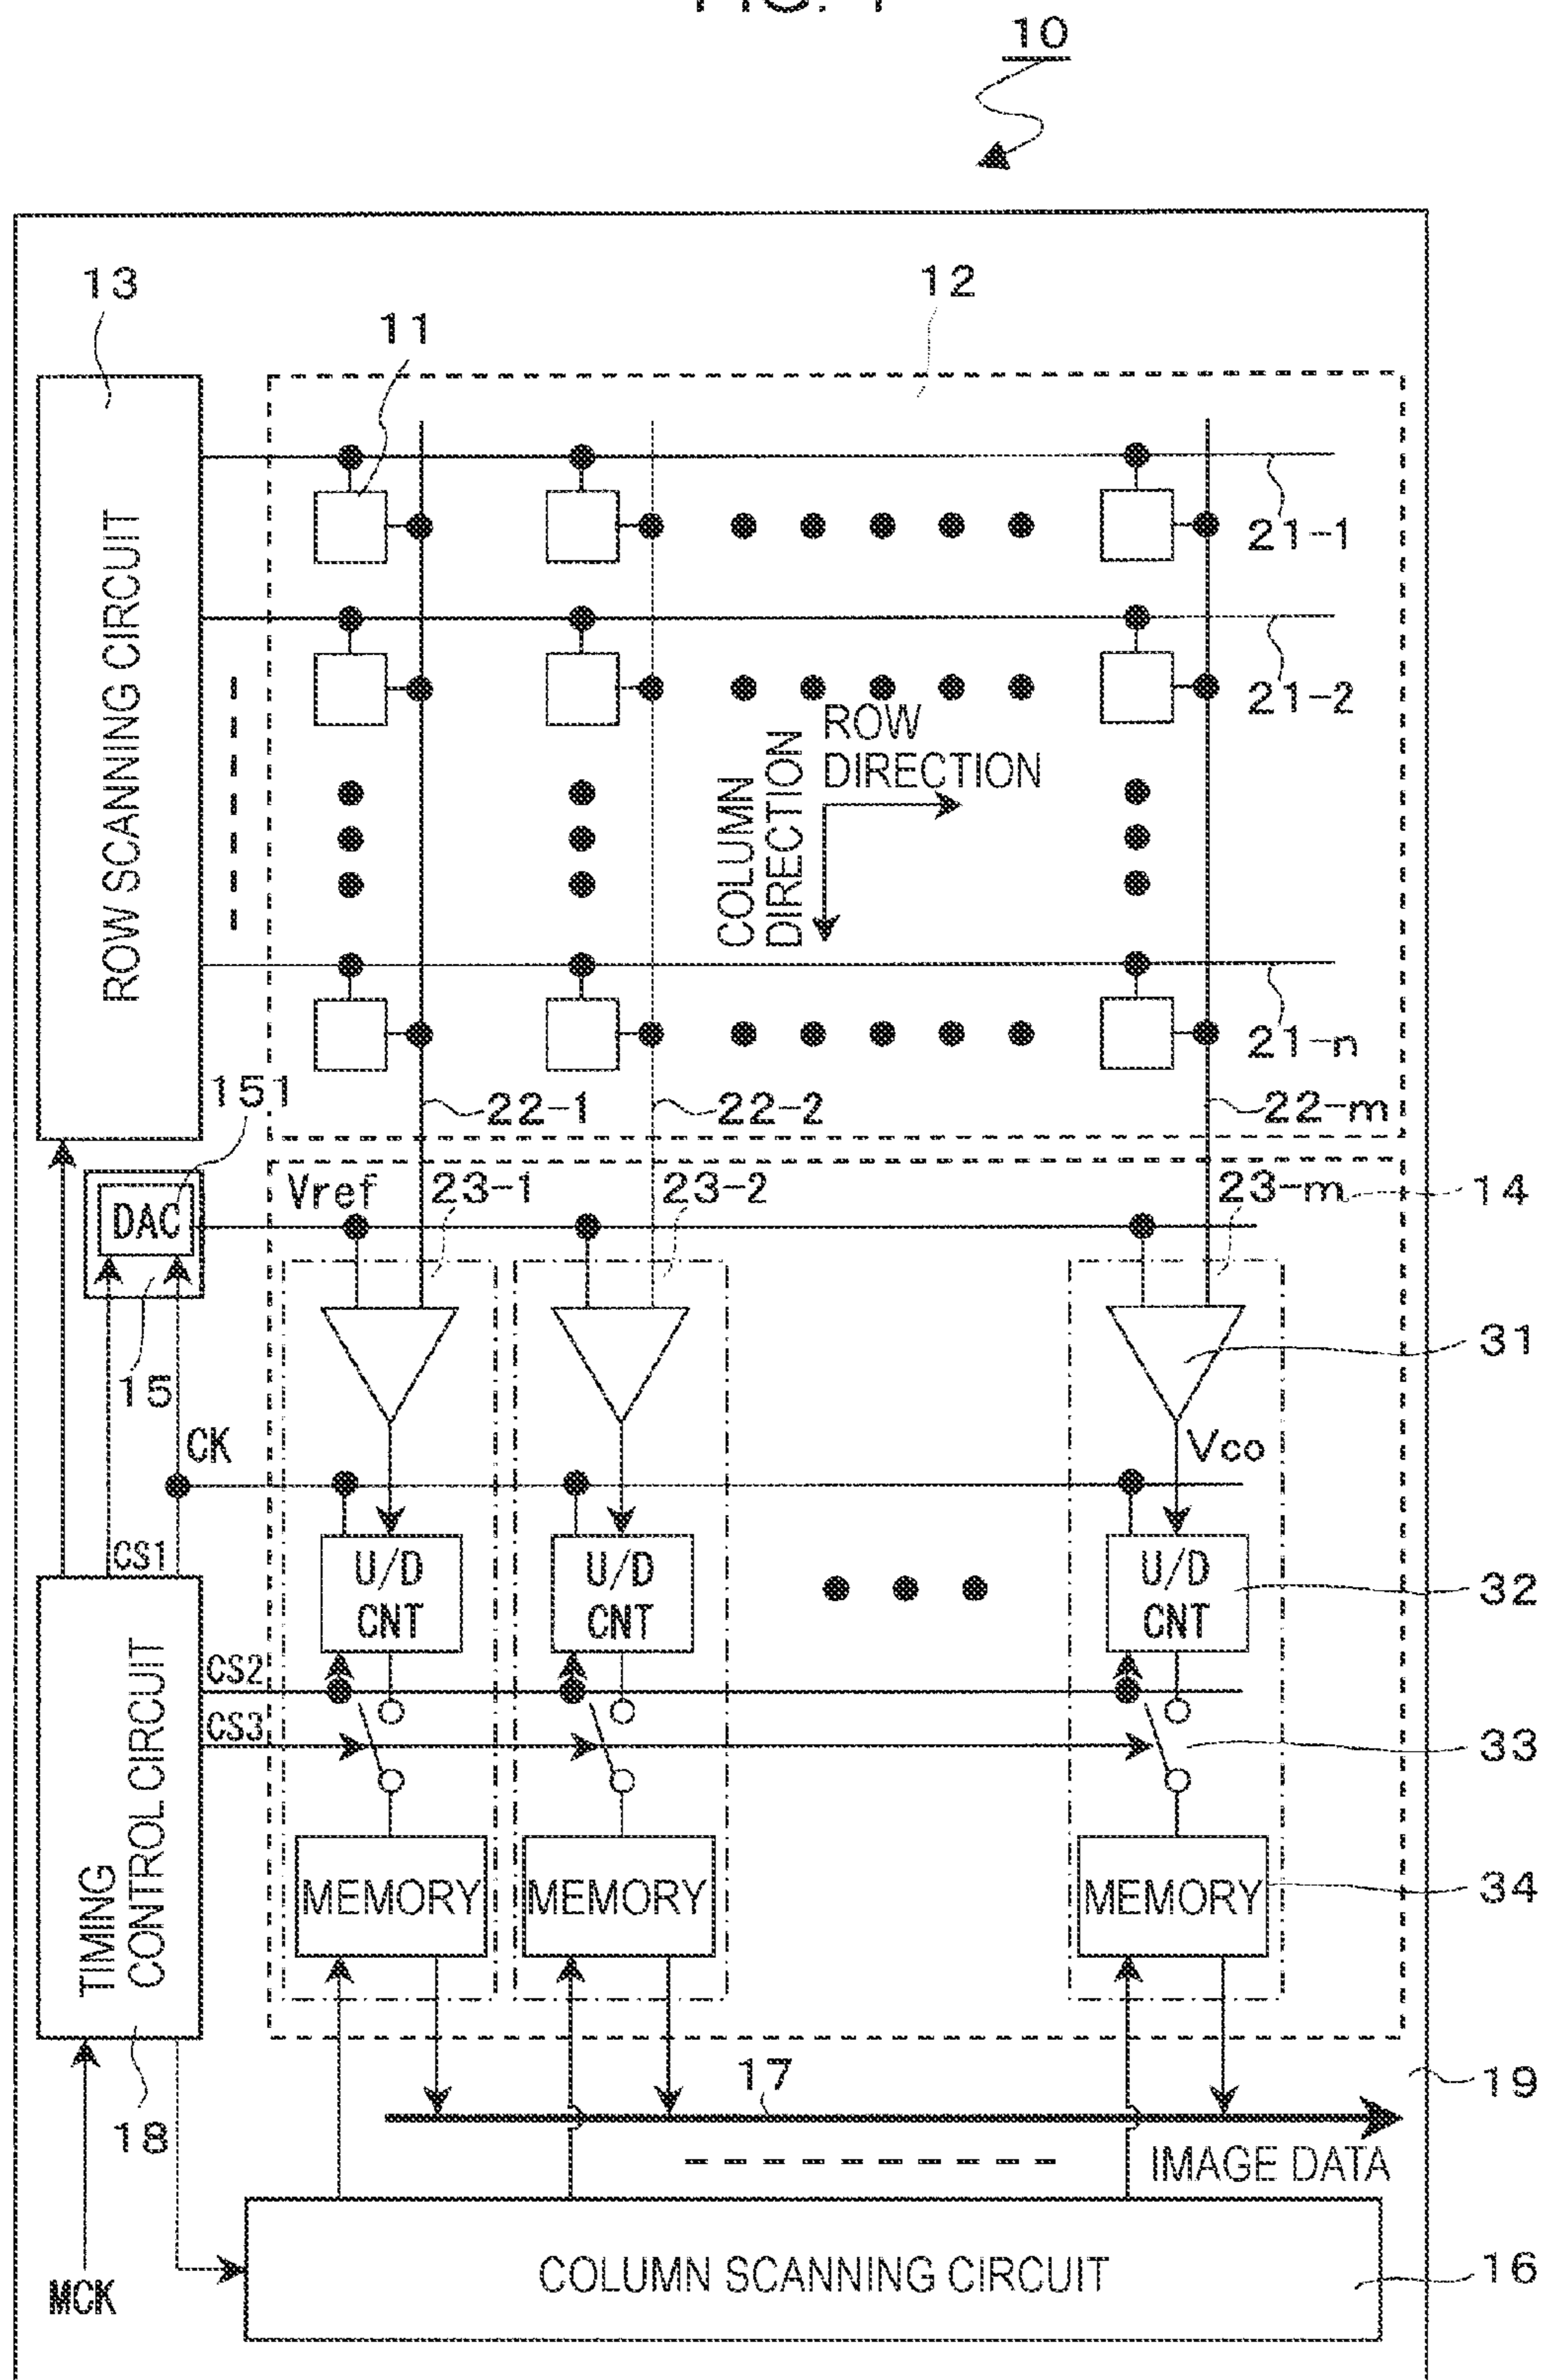 FIG. 1
10
13
11
12
ROW SCANNING CIRCUIT
21-1
21-2
ROW
DIRECTION
COLUMN
DIRECTION
21-n
151
22-1
22-2
22-m
DAC
Vref
23-1
23-2
23-m
14
15
31
CK
Vco
CS1
U/D
CNT
U/D
CNT
U/D
CNT
32
CS2
CS3
33
TIMING
CONTROL CIRCUIT
MEMORY
MEMORY
MEMORY
34
18
17
19
IMAGE DATA
MCK
COLUMN SCANNING CIRCUIT
16